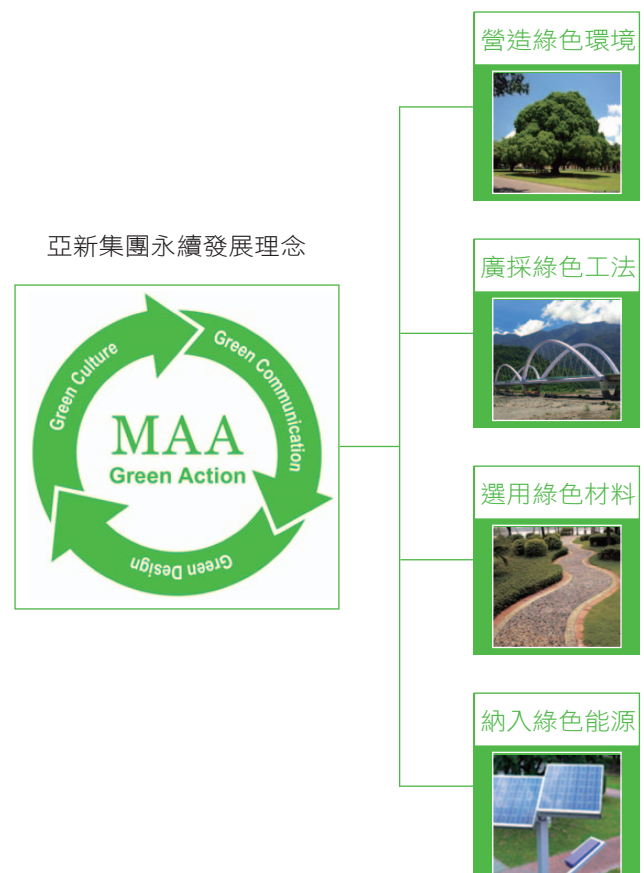 亞新集團永續發展理念
Green Culture
Green Communication
MAA
Green Action
Green Design
營造綠色環境
廣採綠色工法
選用綠色材料
納入綠色能源